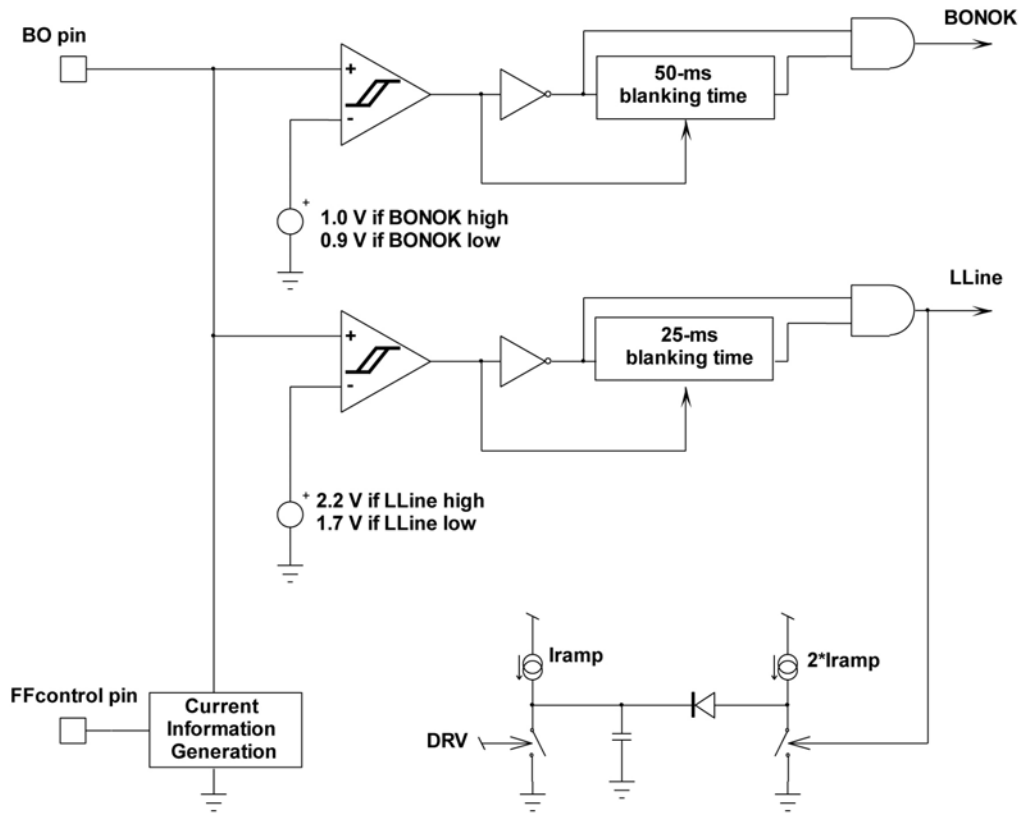 BONOK
BO pin
50-ms
blanking time
+
-
+
1.0 V if BONOK high
0.9 V if BONOK low
LLine
25-ms
blanking time
+
-
+
2.2 V if LLine high
1.7 V if LLine low
Iramp
2*Iramp
FFcontrol pin
Current
Information
Generation
DRV